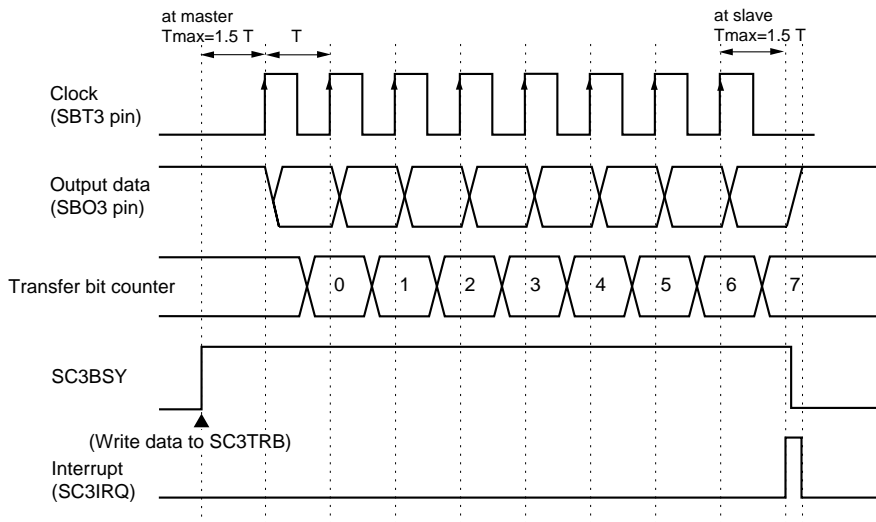 at master
Tmax=1.5 T
T
at slave
Tmax=1.5 T
Clock
(SBT3 pin)
Output data
(SBO3 pin)
Transfer bit counter
0 1 2 3 4 5 6 7
SC3BSY
(Write data to SC3TRB)
Interrupt
(SC3IRQ)